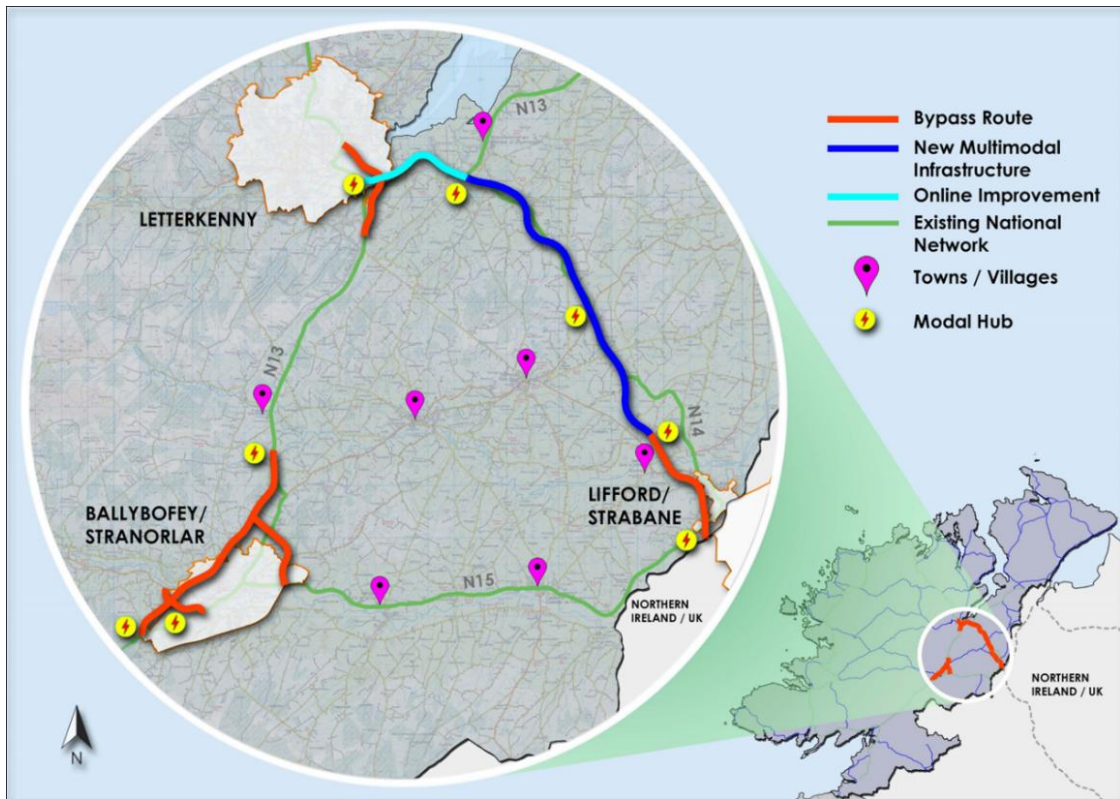 N13
Bypass Route
New Multimodal
Infrastructure
Online Improvement
Existing National
Network
Towns / Villages
Modal Hub
LETTERKENNY
N13
N14
LIFFORD/
STRABANE
BALLYBOFEY/
STRANORLAR
N15
NORTHERN
IRELAND / UK
NORTHERN
IRELAND / UK
N